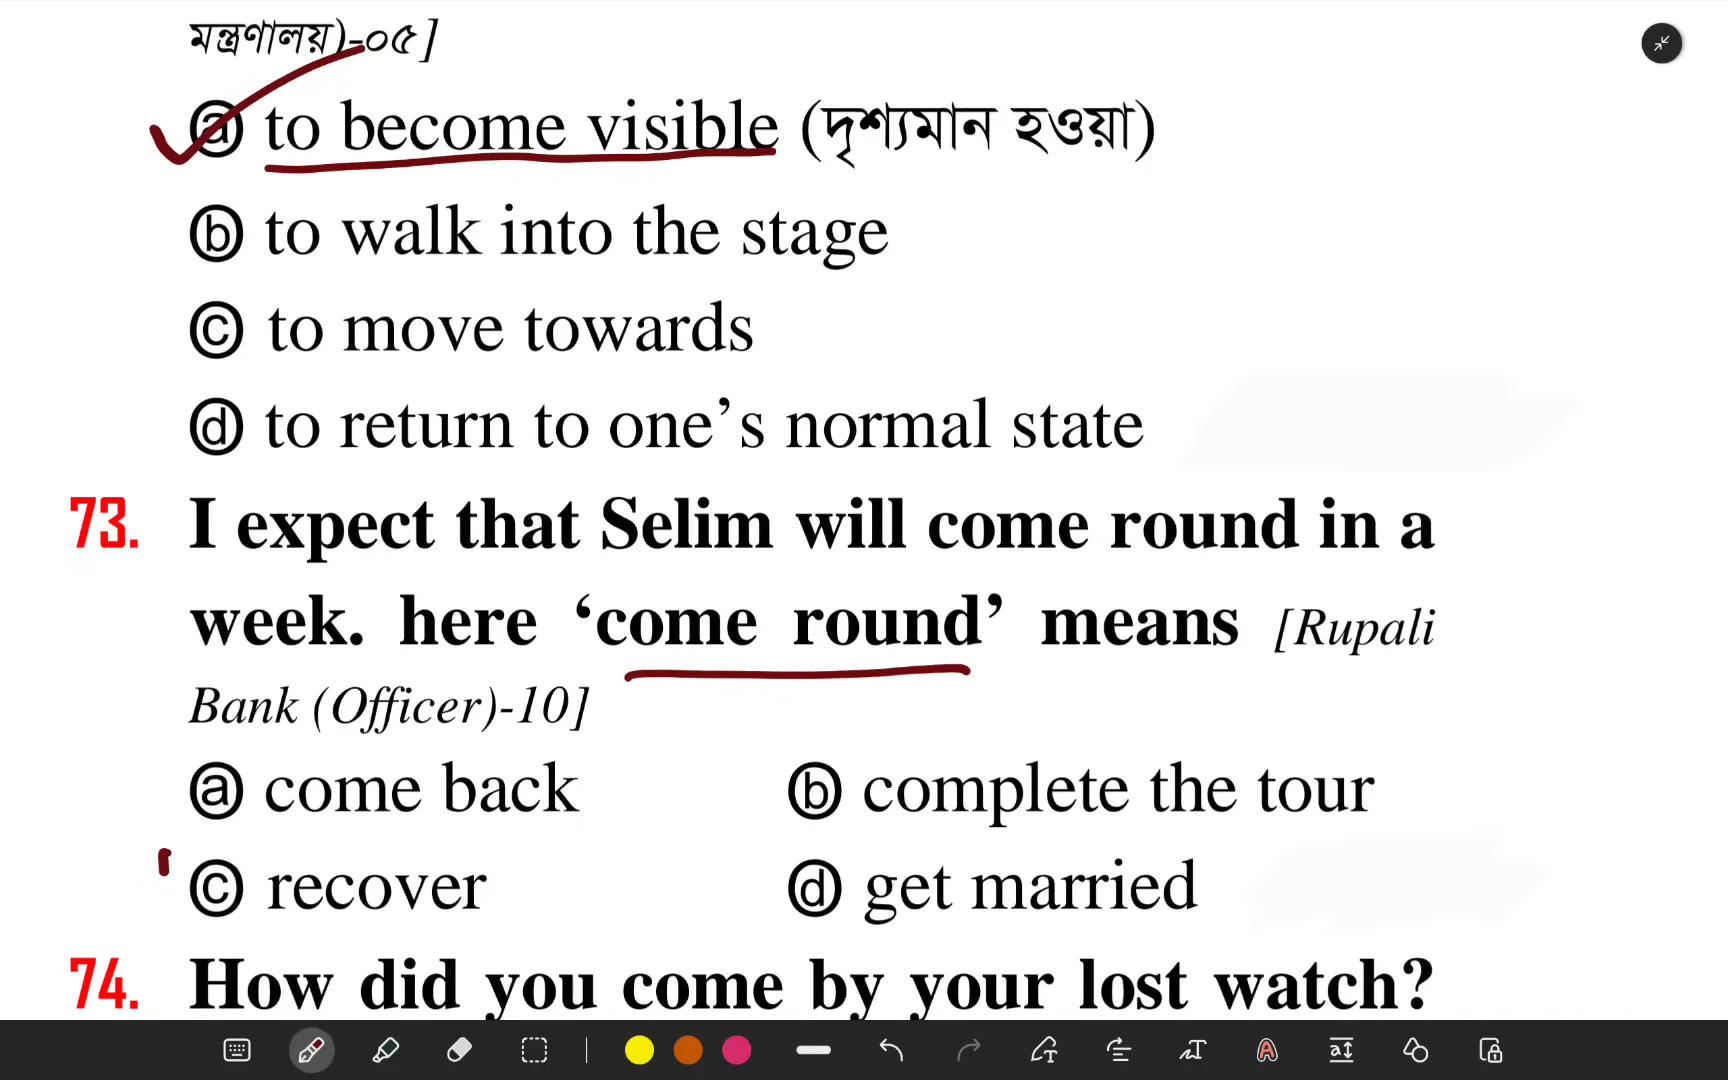 মন্ত্রণালয়)-০৫]
ⓐ to become visible (দৃশ্যমান হওয়া)
ⓑ to walk into the stage
ⓒ to move towards
ⓓ to return to one’s normal state
73. I expect that Selim will come round in a
week. here ‘come round’ means [Rupali
Bank (Officer)-10]
ⓐ come back ⓑ complete the tour
ⓒ recover ⓓ get married
74. How did you come by your lost watch?